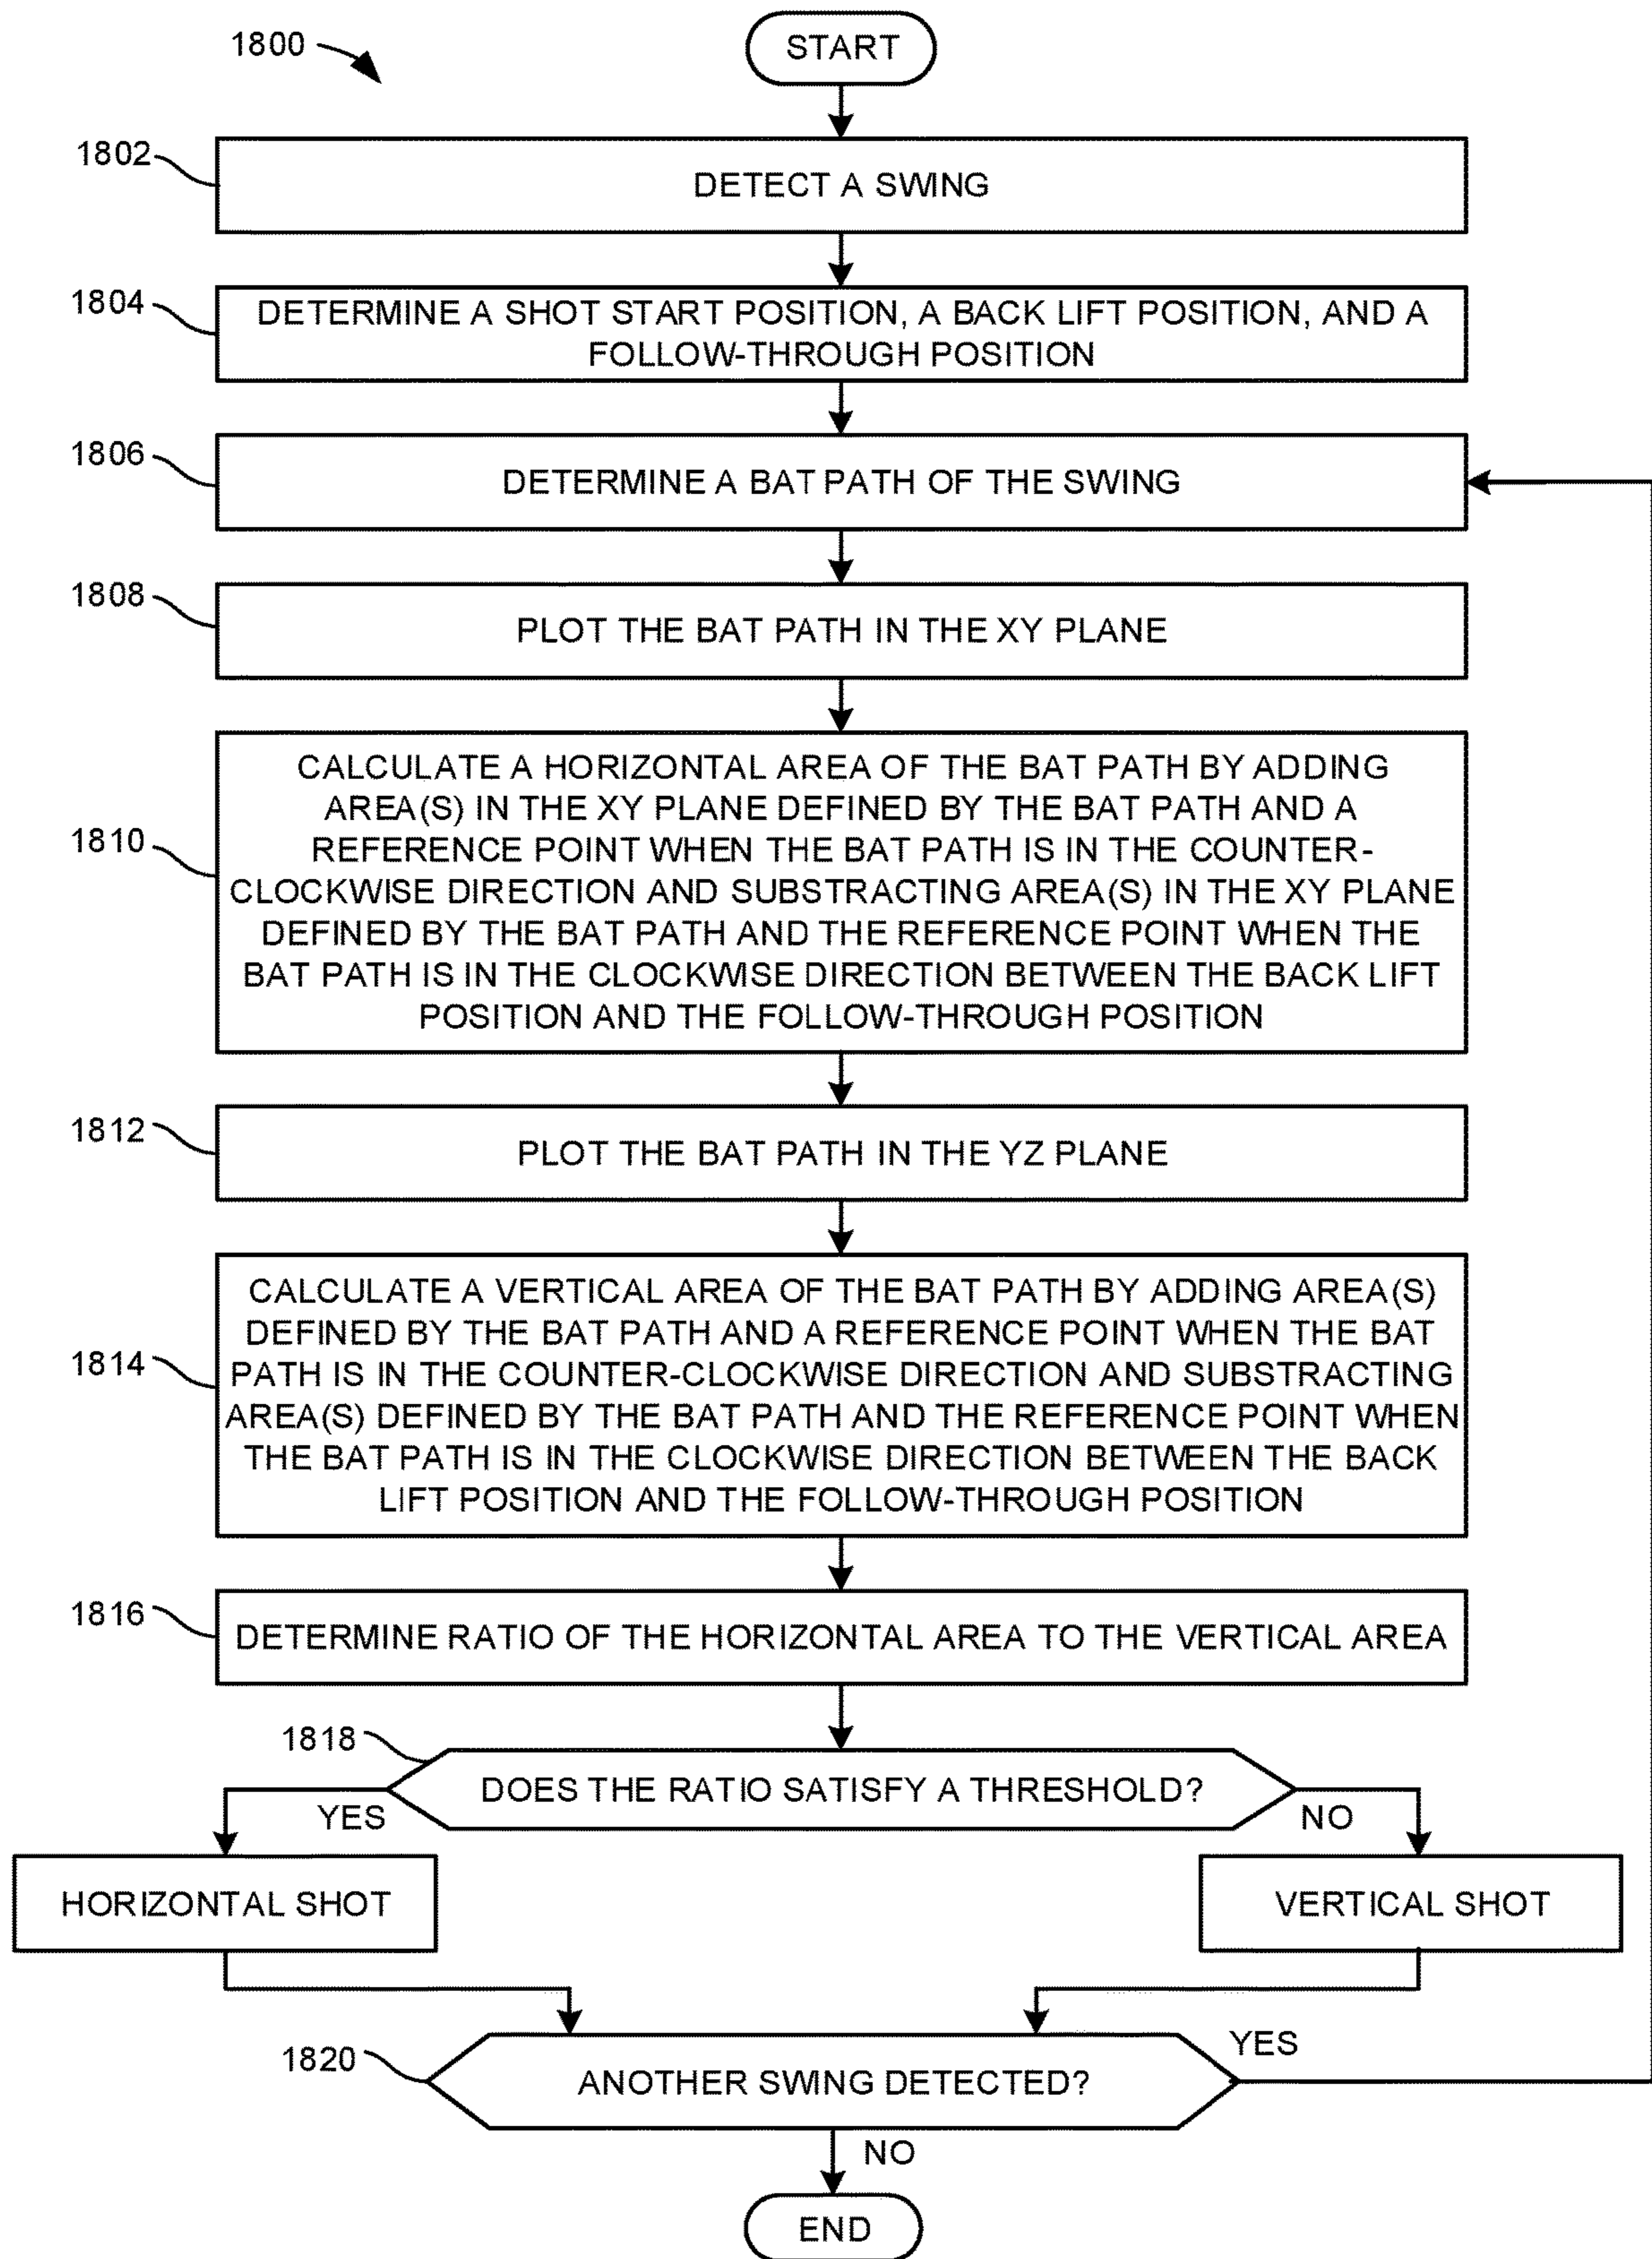 1800
START
1802
DETECT A SWING
1804
DETERMINE A SHOT START POSITION, A BACK LIFT POSITION, AND A
FOLLOW-THROUGH POSITION
1806
DETERMINE A BAT PATH OF THE SWING
1808
PLOT THE BAT PATH IN THE XY PLANE
1810
CALCULATE A HORIZONTAL AREA OF THE BAT PATH BY ADDING
AREA(S) IN THE XY PLANE DEFINED BY THE BAT PATH AND A
REFERENCE POINT WHEN THE BAT PATH IS IN THE COUNTER-
CLOCKWISE DIRECTION AND SUBSTRACTING AREA(S) IN THE XY PLANE
DEFINED BY THE BAT PATH AND THE REFERENCE POINT WHEN THE
BAT PATH IS IN THE CLOCKWISE DIRECTION BETWEEN THE BACK LIFT
POSITION AND THE FOLLOW-THROUGH POSITION
1812
PLOT THE BAT PATH IN THE YZ PLANE
1814
CALCULATE A VERTICAL AREA OF THE BAT PATH BY ADDING AREA(S)
DEFINED BY THE BAT PATH AND A REFERENCE POINT WHEN THE BAT
PATH IS IN THE COUNTER-CLOCKWISE DIRECTION AND SUBSTRACTING
AREA(S) DEFINED BY THE BAT PATH AND THE REFERENCE POINT WHEN
THE BAT PATH IS IN THE CLOCKWISE DIRECTION BETWEEN THE BACK
LIFT POSITION AND THE FOLLOW-THROUGH POSITION
1816
DETERMINE RATIO OF THE HORIZONTAL AREA TO THE VERTICAL AREA
1818
DOES THE RATIO SATISFY A THRESHOLD?
YES
NO
HORIZONTAL SHOT
VERTICAL SHOT
1820
ANOTHER SWING DETECTED?
YES
NO
END